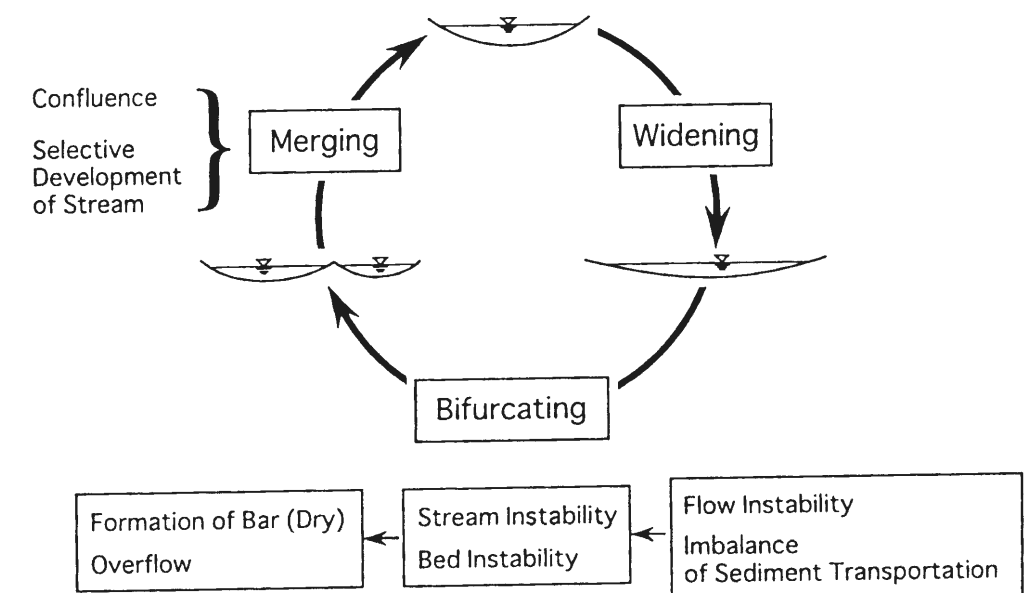 Confluence
Selective
Development
of Stream
Merging
Widening
Bifurcating
Formation of Bar (Dry)
Overflow
Stream Instability
Bed Instability
Flow Instability
Imbalance
of Sediment Transportation